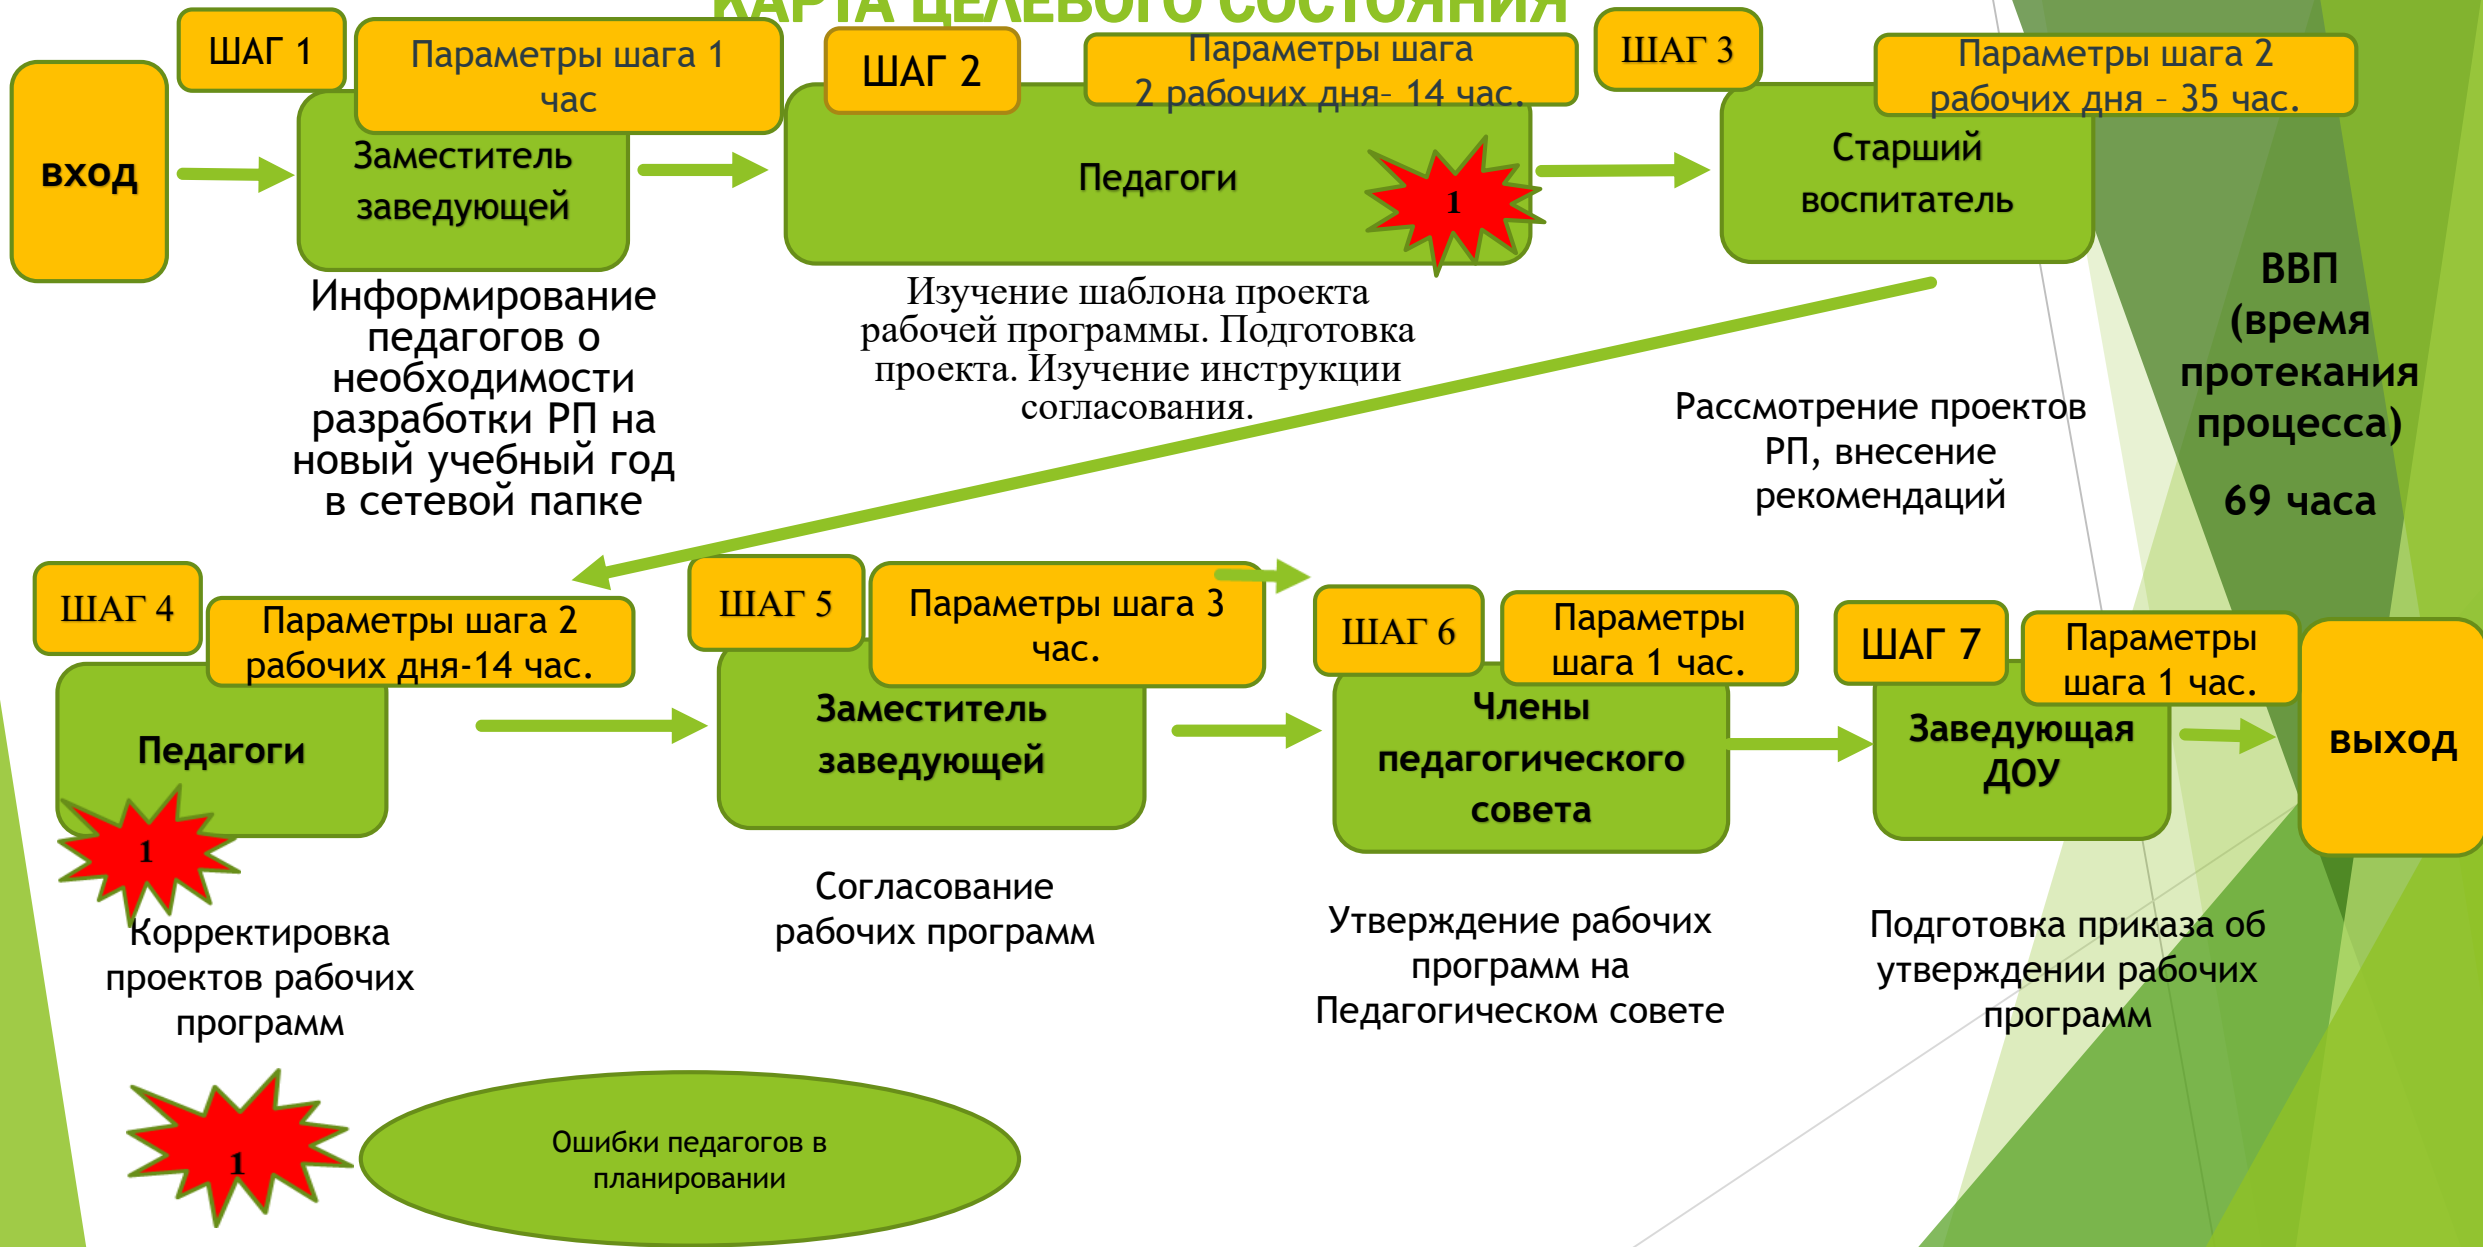 КАРТА ЦЕЛЕВОГО СОСТОЯНИЯ
ШАГ 1
Параметры шага 1
час
ШАГ 2
Параметры шага
2 рабочих дня– 14 час.
ШАГ 3
Параметры шага 2
рабочих дня – 35 час.
вход
Заместитель
заведующей
Педагоги
1
Старший
воспитатель
Информирование
педагогов о
необходимости
разработки РП на
новый учебный год
в сетевой папке
Изучение шаблона проекта
рабочей программы. Подготовка
проекта. Изучение инструкции
согласования.
Рассмотрение проектов
РП, внесение
рекомендаций
ВВП
(время
протекания
процесса)
69 часа
ШАГ 4
Параметры шага 2
рабочих дня-14 час.
ШАГ 5
Параметры шага 3
час.
ШАГ 6
Параметры
шага 1 час.
ШАГ 7
Параметры
шага 1 час.
Педагоги
1
Заместитель
заведующей
Члены
педагогического
совета
Заведующая
ДОУ
выход
Корректировка
проектов рабочих
программ
Согласование
рабочих программ
Утверждение рабочих
программ на
Педагогическом совете
Подготовка приказа об
утверждении рабочих
программ
1
Ошибки педагогов в
планировании